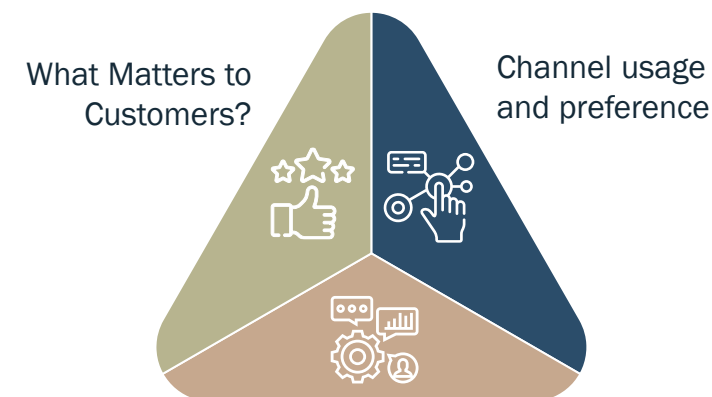 What Matters to
Customers?
Channel usage
and preference